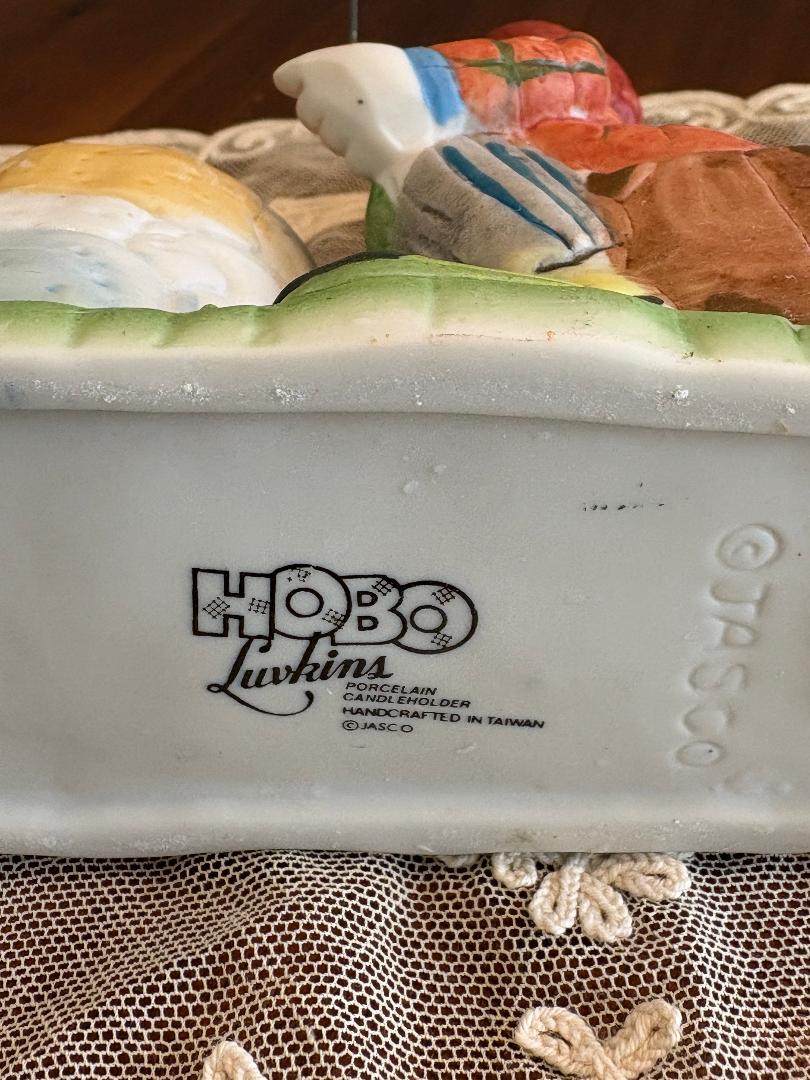 HOBO
Luvkins
PORCELAIN
CANDLEHOLDER
HANDCRAFTED IN TAIWAN
©JASCO
©JASCO